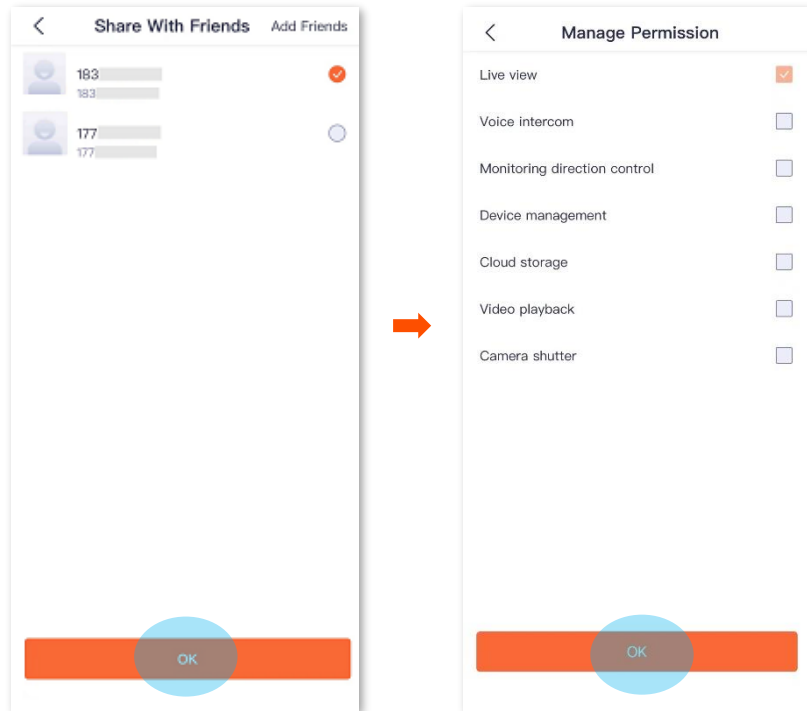 Share With Friends Add Friends
183
183
177
177
OK
Manage Permission
Live view
Voice intercom
Monitoring direction control
Device management
Cloud storage
Video playback
Camera shutter
OK